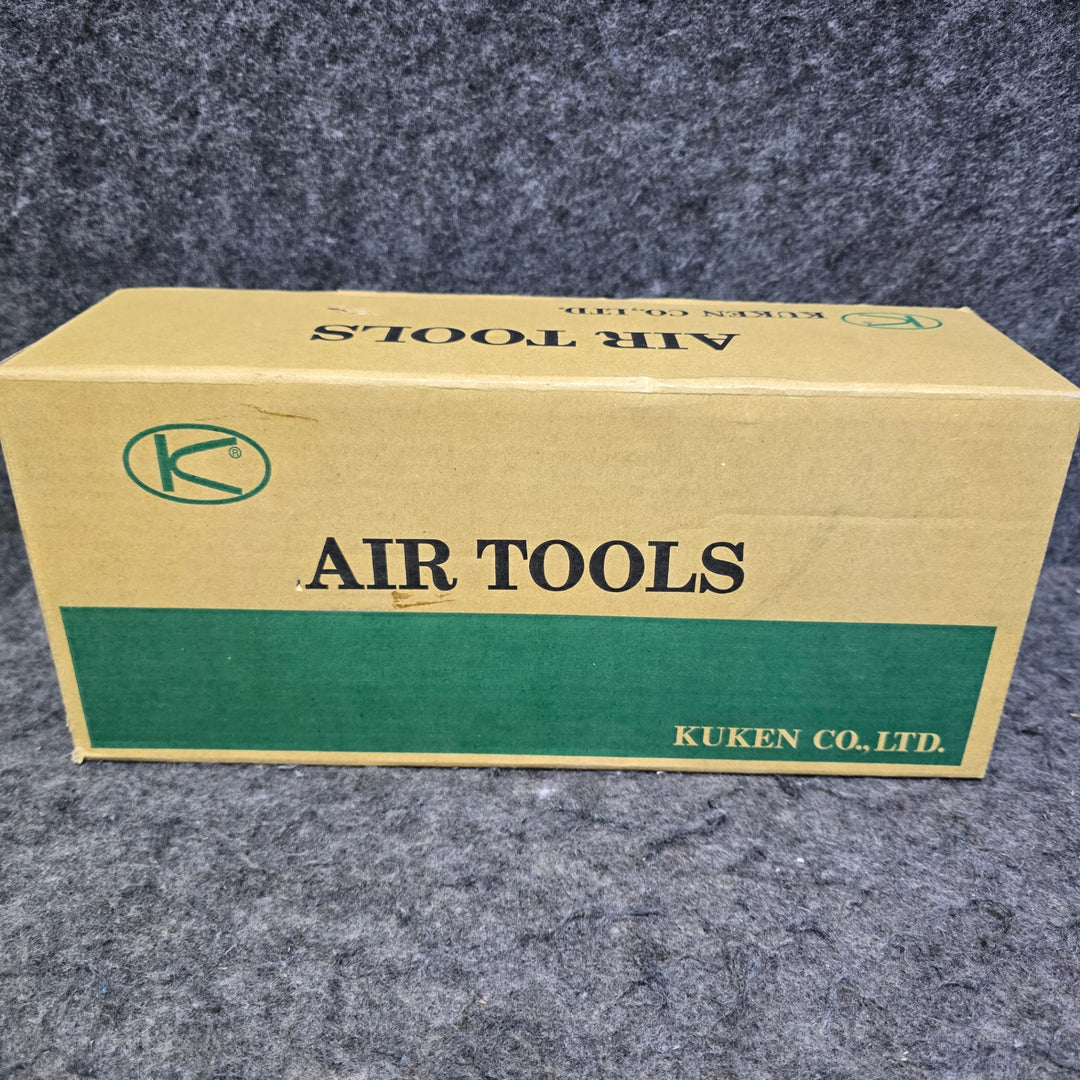 KUKEN CO.,LTD.
AIR TOOLS
K®
AIR TOOLS
KUKEN CO., LTD.